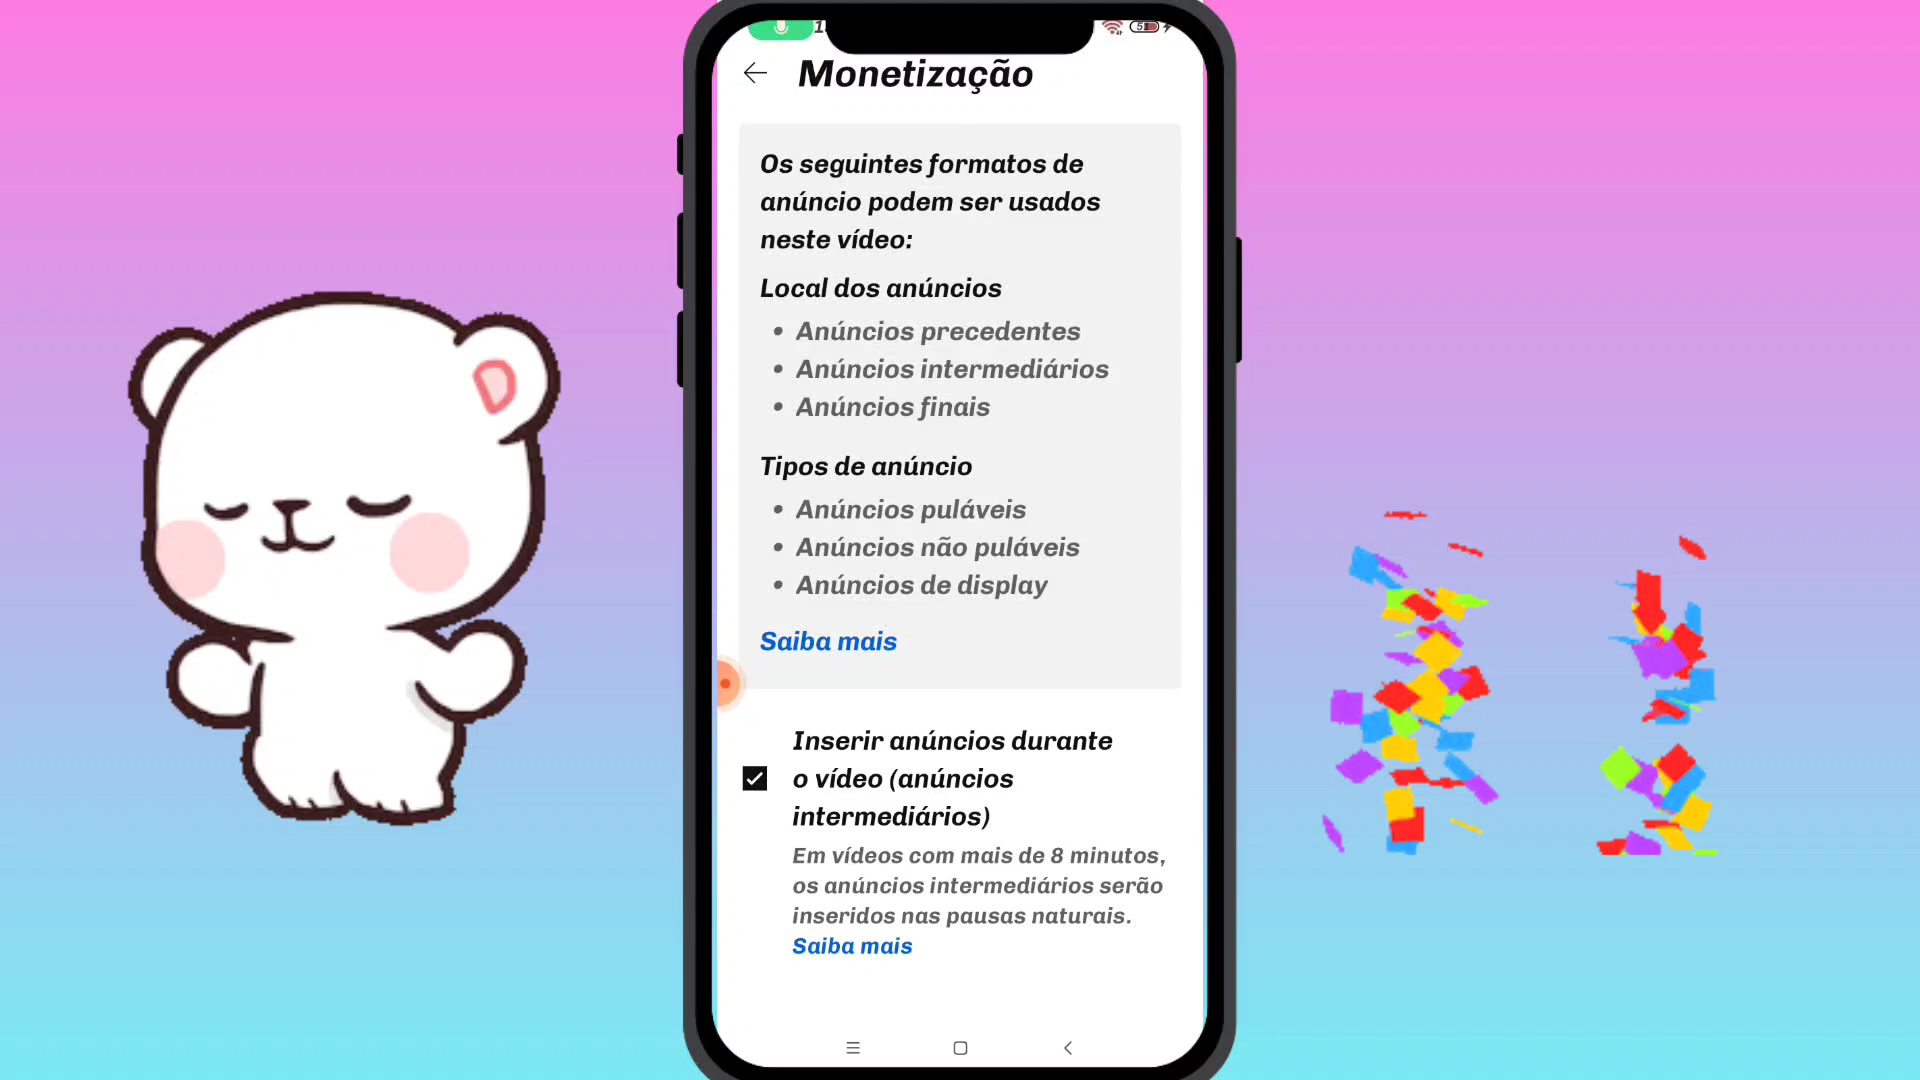 Monetização
Os seguintes formatos de
anúncio podem ser usados
neste vídeo:
Local dos anúncios
• Anúncios precedentes
• Anúncios intermediários
• Anúncios finais
Tipos de anúncio
• Anúncios puláveis
• Anúncios não puláveis
• Anúncios de display
Saiba mais
Inserir anúncios durante
o vídeo (anúncios
intermediários)
Em vídeos com mais de 8 minutos,
os anúncios intermediários serão
inseridos nas pausas naturais.
Saiba mais